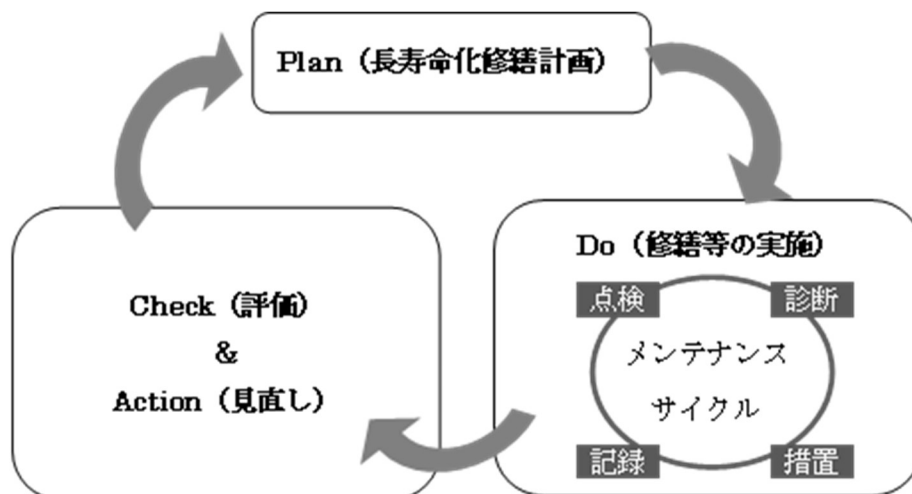 Plan（長寿命化修繕計画）
Do（修繕等の実施）
点検
診断
メンテナンス
サイクル
記録
措置
Check（評価）
&
Action（見直し）